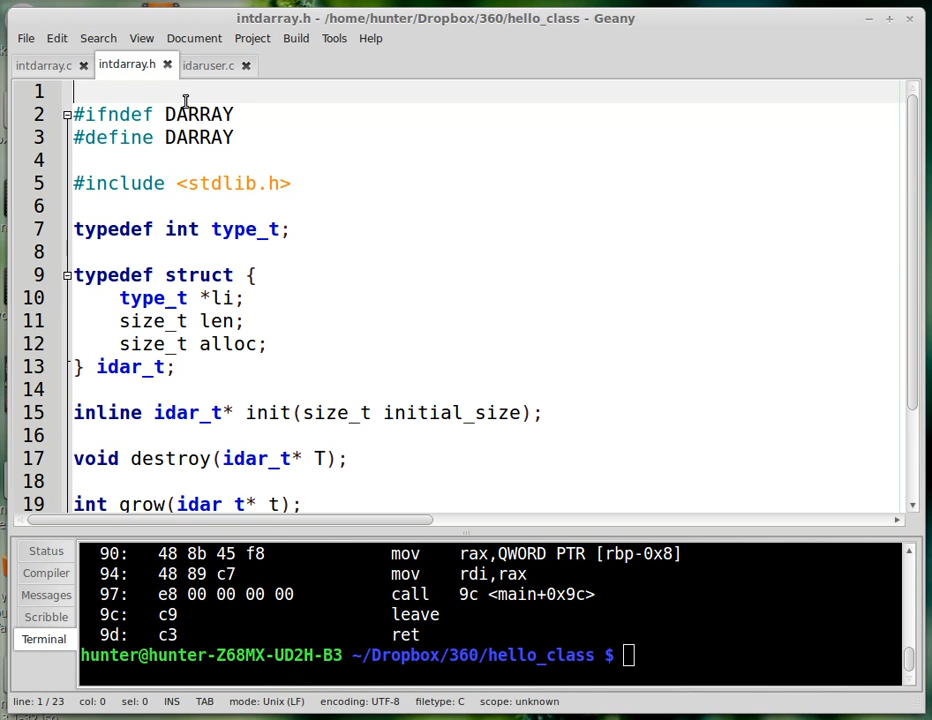 intdarray.h - /home/hunter/Dropbox/360/hello_class - Geany
File Edit Search View Document Project Build Tools Help
intdarray.c intdarray.h idaruser.c
1
2 #ifndef DARRAY
3 #define DARRAY
4
5 #include <stdlib.h>
6
7 typedef int type_t;
8
9 typedef struct {
10 type_t *li;
11 size_t len;
12 size_t alloc;
13 } idar_t;
14
15 inline idar_t* init(size_t initial_size);
16
17 void destroy(idar_t* T);
18
19 int grow(idar_t* t);
Status
Compiler
Messages
Scribble
Terminal
90: 48 8b 45 f8 mov rax,QWORD PTR [rbp-0x8]
94: 48 89 c7 mov rdi,rax
97: e8 00 00 00 00 call 9c <main+0x9c>
9c: c9 leave
9d: c3 ret
hunter@hunter-Z68MX-UD2H-B3 ~/Dropbox/360/hello_class $
line: 1 / 23 col: 0 sel: 0 INS TAB mode: Unix (LF) encoding: UTF-8 filetype: C scope: unknown